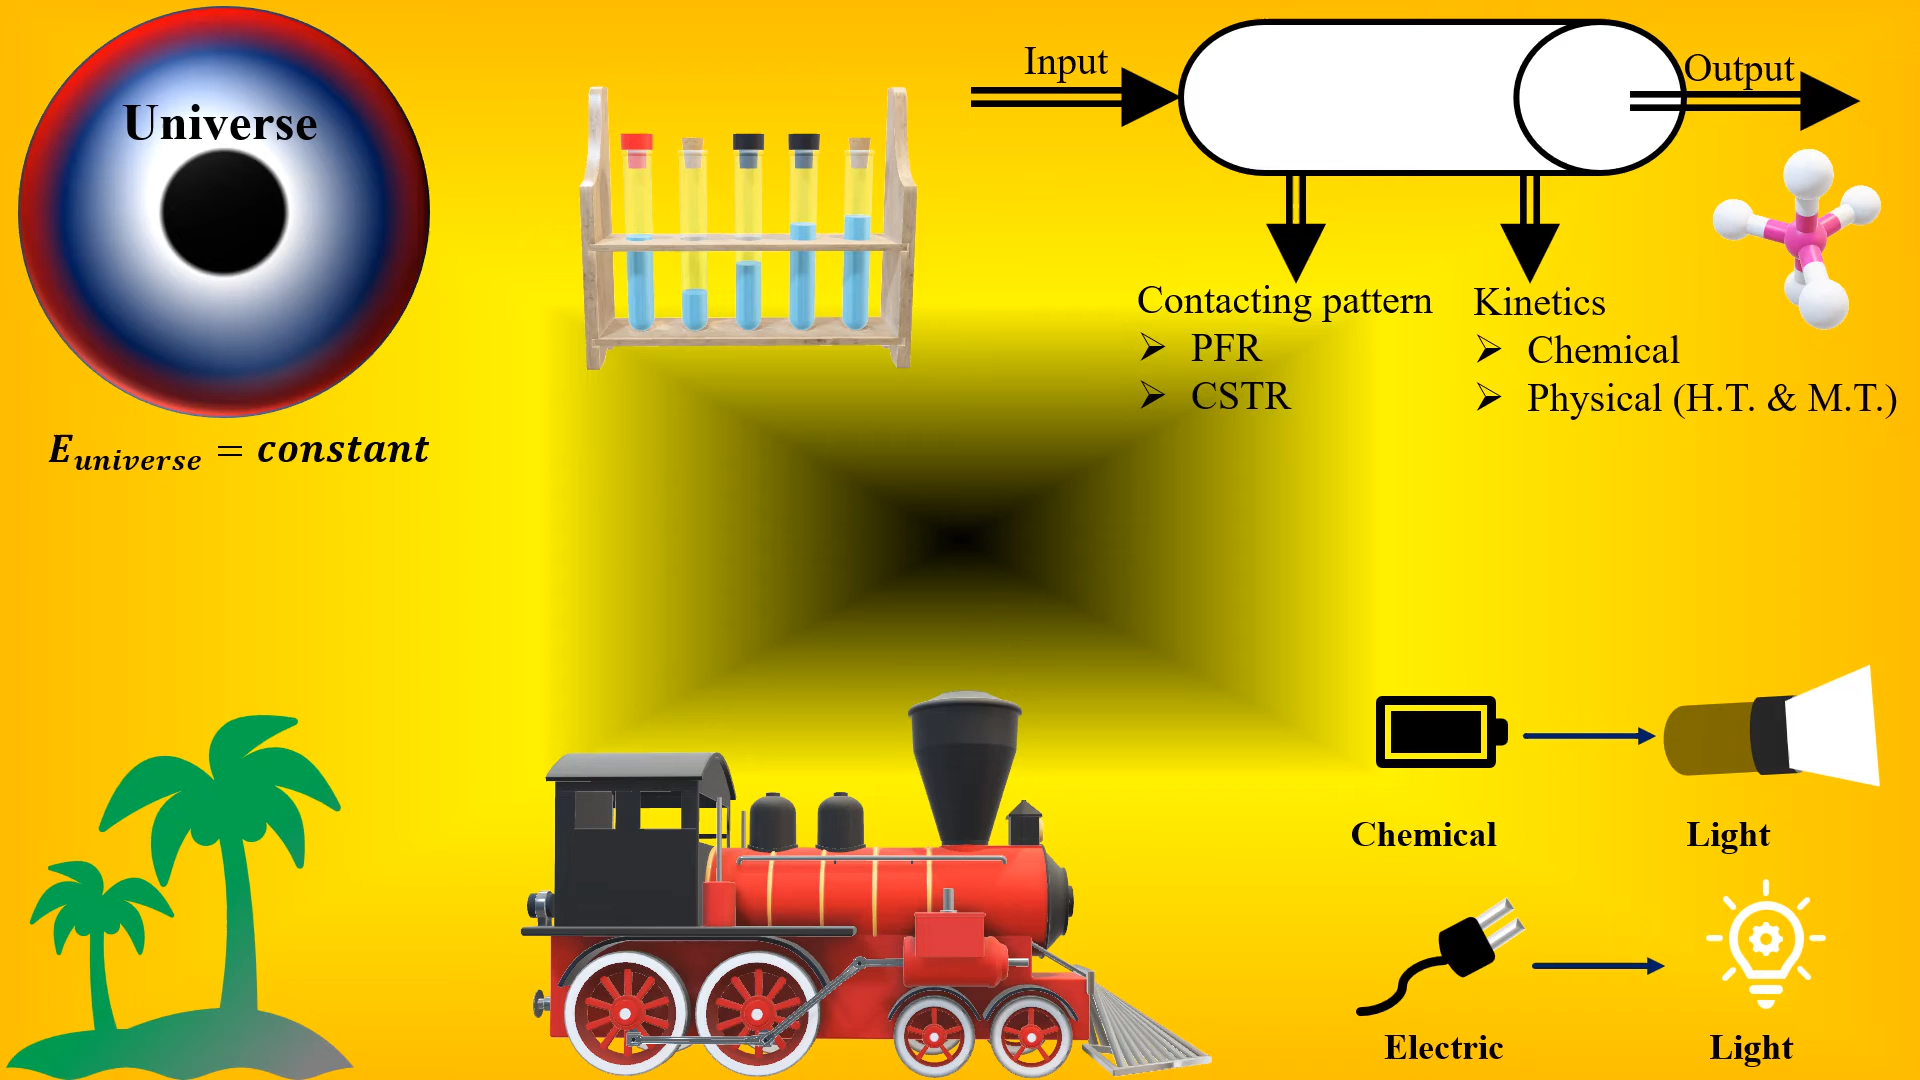 Universe
E_universe = constant
Input
Output
Contacting pattern
➢ PFR
➢ CSTR
Kinetics
➢ Chemical
➢ Physical (H.T. & M.T.)
Chemical
Light
Electric
Light